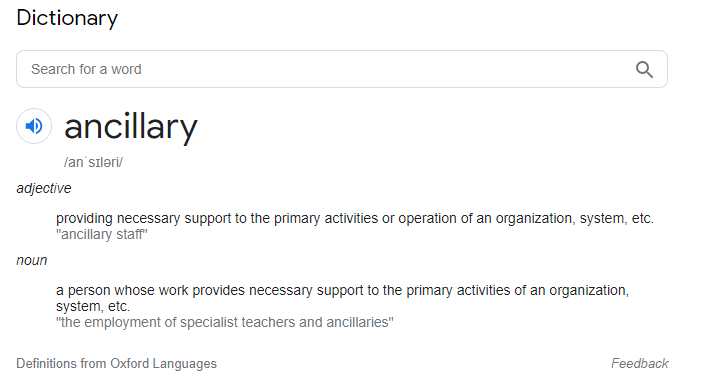 Dictionary
Search for a word
ancillary
/anˈsɪləri/
adjective
providing necessary support to the primary activities or operation of an organization, system, etc.
"ancillary staff"
noun
a person whose work provides necessary support to the primary activities of an organization,
system, etc.
"the employment of specialist teachers and ancillaries"
Definitions from Oxford Languages Feedback